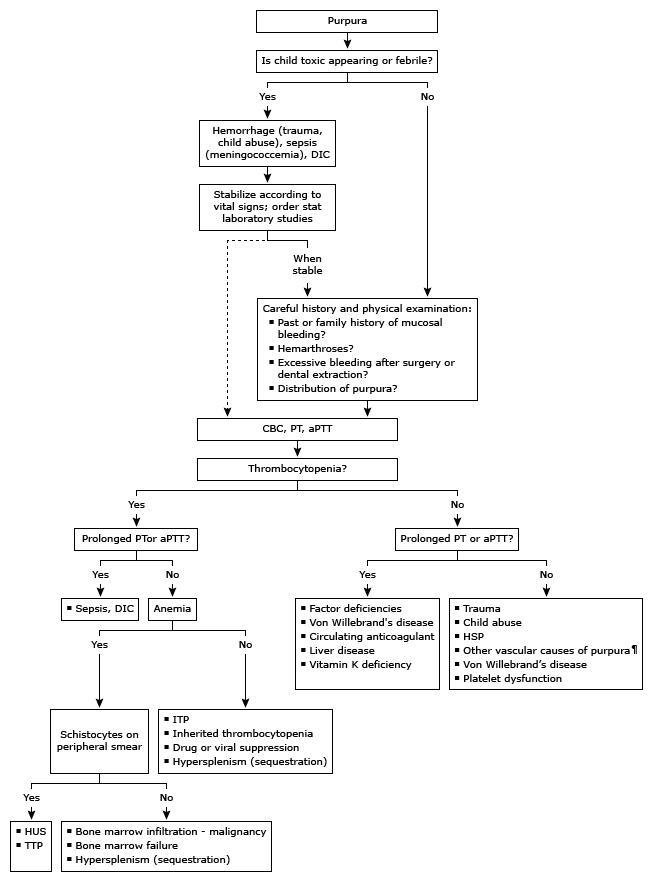 Purpura
Is child toxic appearing or febrile?
Yes
No
Hemorrhage (trauma,
child abuse), sepsis
(meningococcemia), DIC
Stabilize according to
vital signs; order stat
laboratory studies
When
stable
Careful history and physical examination:
▪ Past or family history of mucosal
bleeding?
▪ Hemarthroses?
▪ Excessive bleeding after surgery or
dental extraction?
▪ Distribution of purpura?
CBC, PT, aPTT
Thrombocytopenia?
Yes
No
Prolonged PTor aPTT?
Prolonged PT or aPTT?
Yes
No
Yes
No
▪ Sepsis, DIC
Anemia
▪ Factor deficiencies
▪ Von Willebrand's disease
▪ Circulating anticoagulant
▪ Liver disease
▪ Vitamin K deficiency
▪ Trauma
▪ Child abuse
▪ HSP
▪ Other vascular causes of purpura¶
▪ Von Willebrand’s disease
▪ Platelet dysfunction
Yes
No
Schistocytes on
peripheral smear
▪ ITP
▪ Inherited thrombocytopenia
▪ Drug or viral suppression
▪ Hypersplenism (sequestration)
Yes
No
▪ HUS
▪ TTP
▪ Bone marrow infiltration - malignancy
▪ Bone marrow failure
▪ Hypersplenism (sequestration)